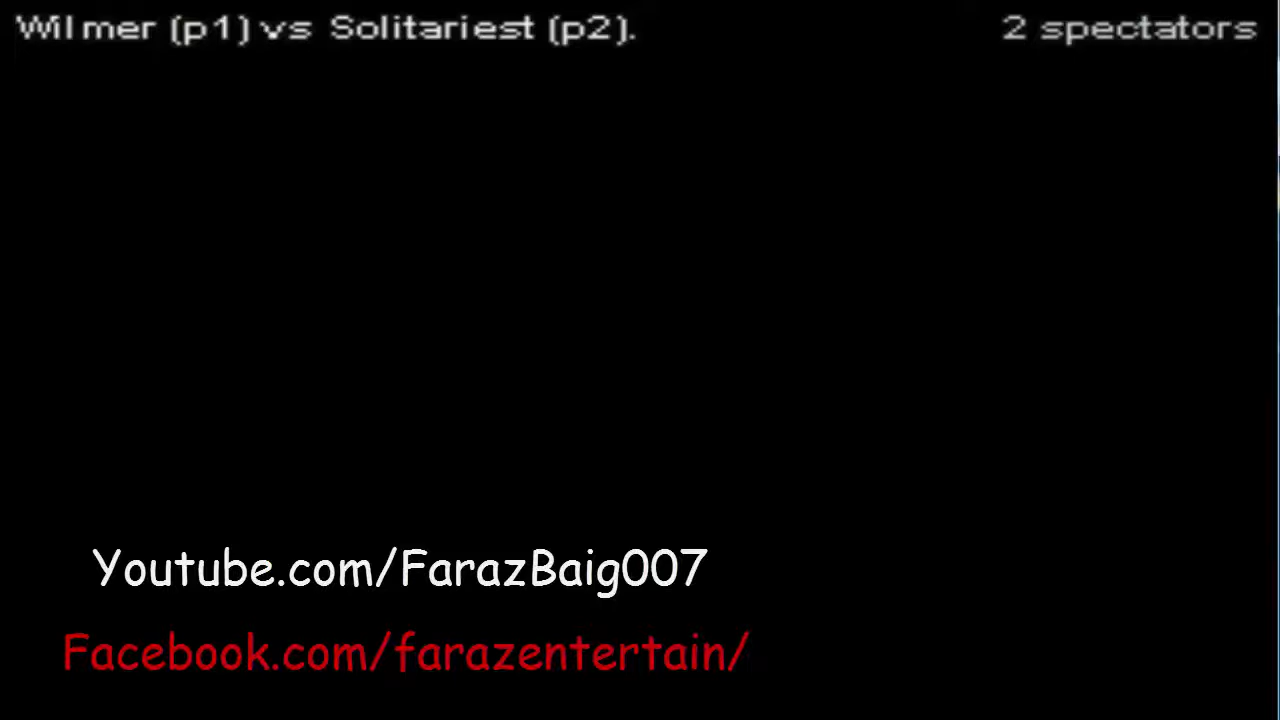 Wilmer (p1) vs Solitariest (p2).
2 spectators
Youtube.com/FarazBaig007
Facebook.com/farazentertain/